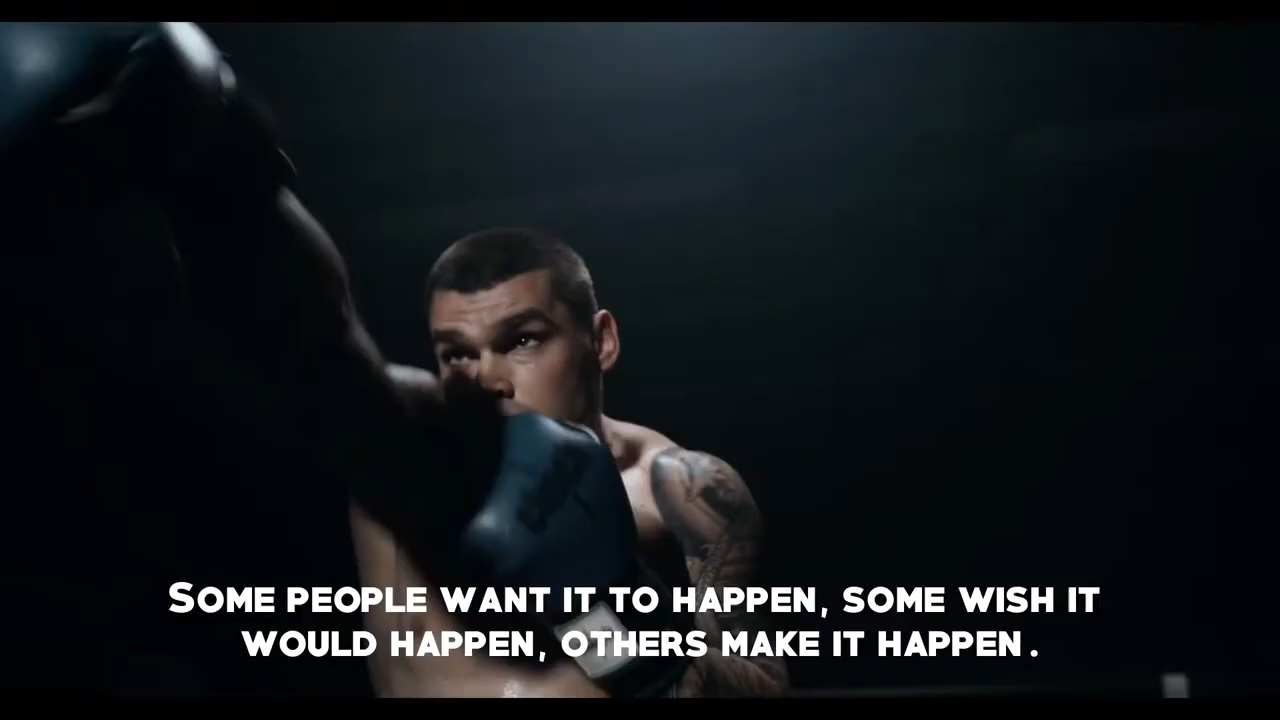 Some people want it to happen, some wish it
would happen, others make it happen.